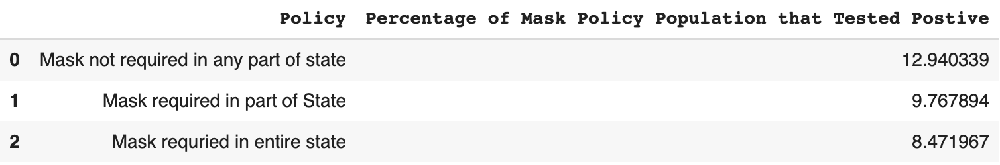 Policy Percentage of Mask Policy Population that Tested Postive
0 Mask not required in any part of state 12.940339
1 Mask required in part of State 9.767894
2 Mask requried in entire state 8.471967